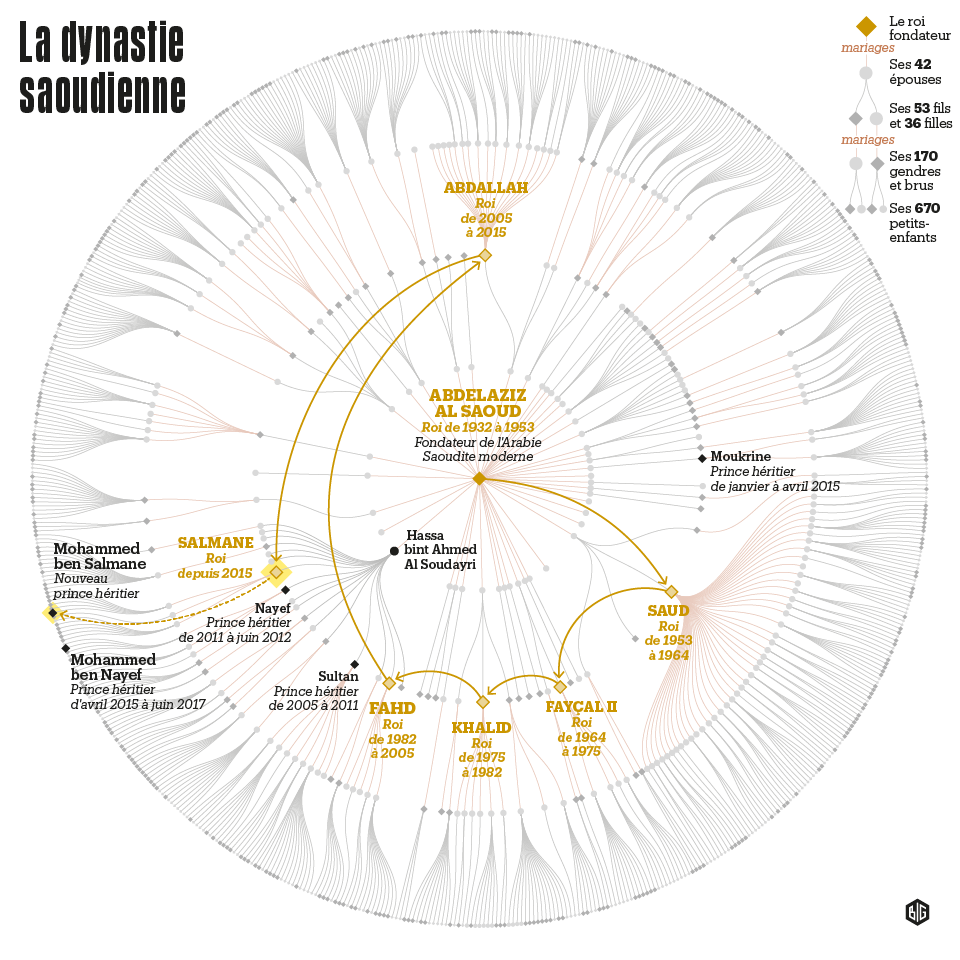 La dynastie
saoudienne
Le roi
fondateur
mariages
Ses 42
épouses
Ses 53 fils
et 36 filles
mariages
Ses 170
gendres
et brus
Ses 670
petits-
enfants
ABDALLAH
Roi
de 2005
à 2015
ABDELAZIZ
AL SAOUD
Roi de 1932 à 1953
Fondateur de l'Arabie
Saoudite moderne
Moukrine
Prince héritier
de janvier à avril 2015
Hassa
bint Ahmed
Al Soudayri
SALMANE
Roi
depuis 2015
Mohammed
ben Salmane
Nouveau
prince héritier
Nayef
Prince héritier
de 2011 à juin 2012
Mohammed
ben Nayef
Prince héritier
d'avril 2015 à juin 2017
Sultan
Prince héritier
de 2005 à 2011
SAUD
Roi
de 1953
à 1964
FAHD
Roi
de 1982
à 2005
KHALID
Roi
de 1975
à 1982
FAYÇAL II
Roi
de 1964
à 1975
BIG